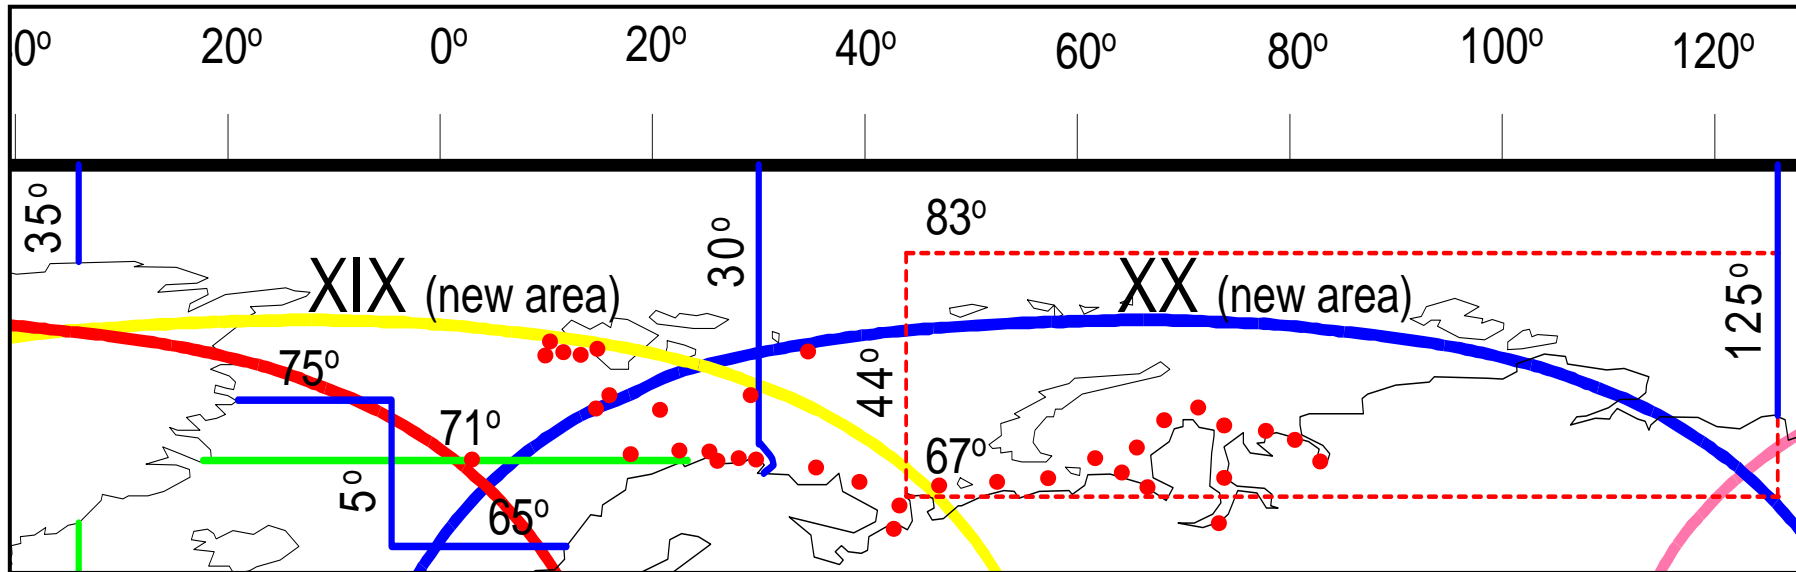 0º 20º 0º 20º 40º 60º 80º 100º 120º
35º
30º
83º
XIX (new area)
XX (new area)
125º
75º
44º
71º
67º
5º
65º